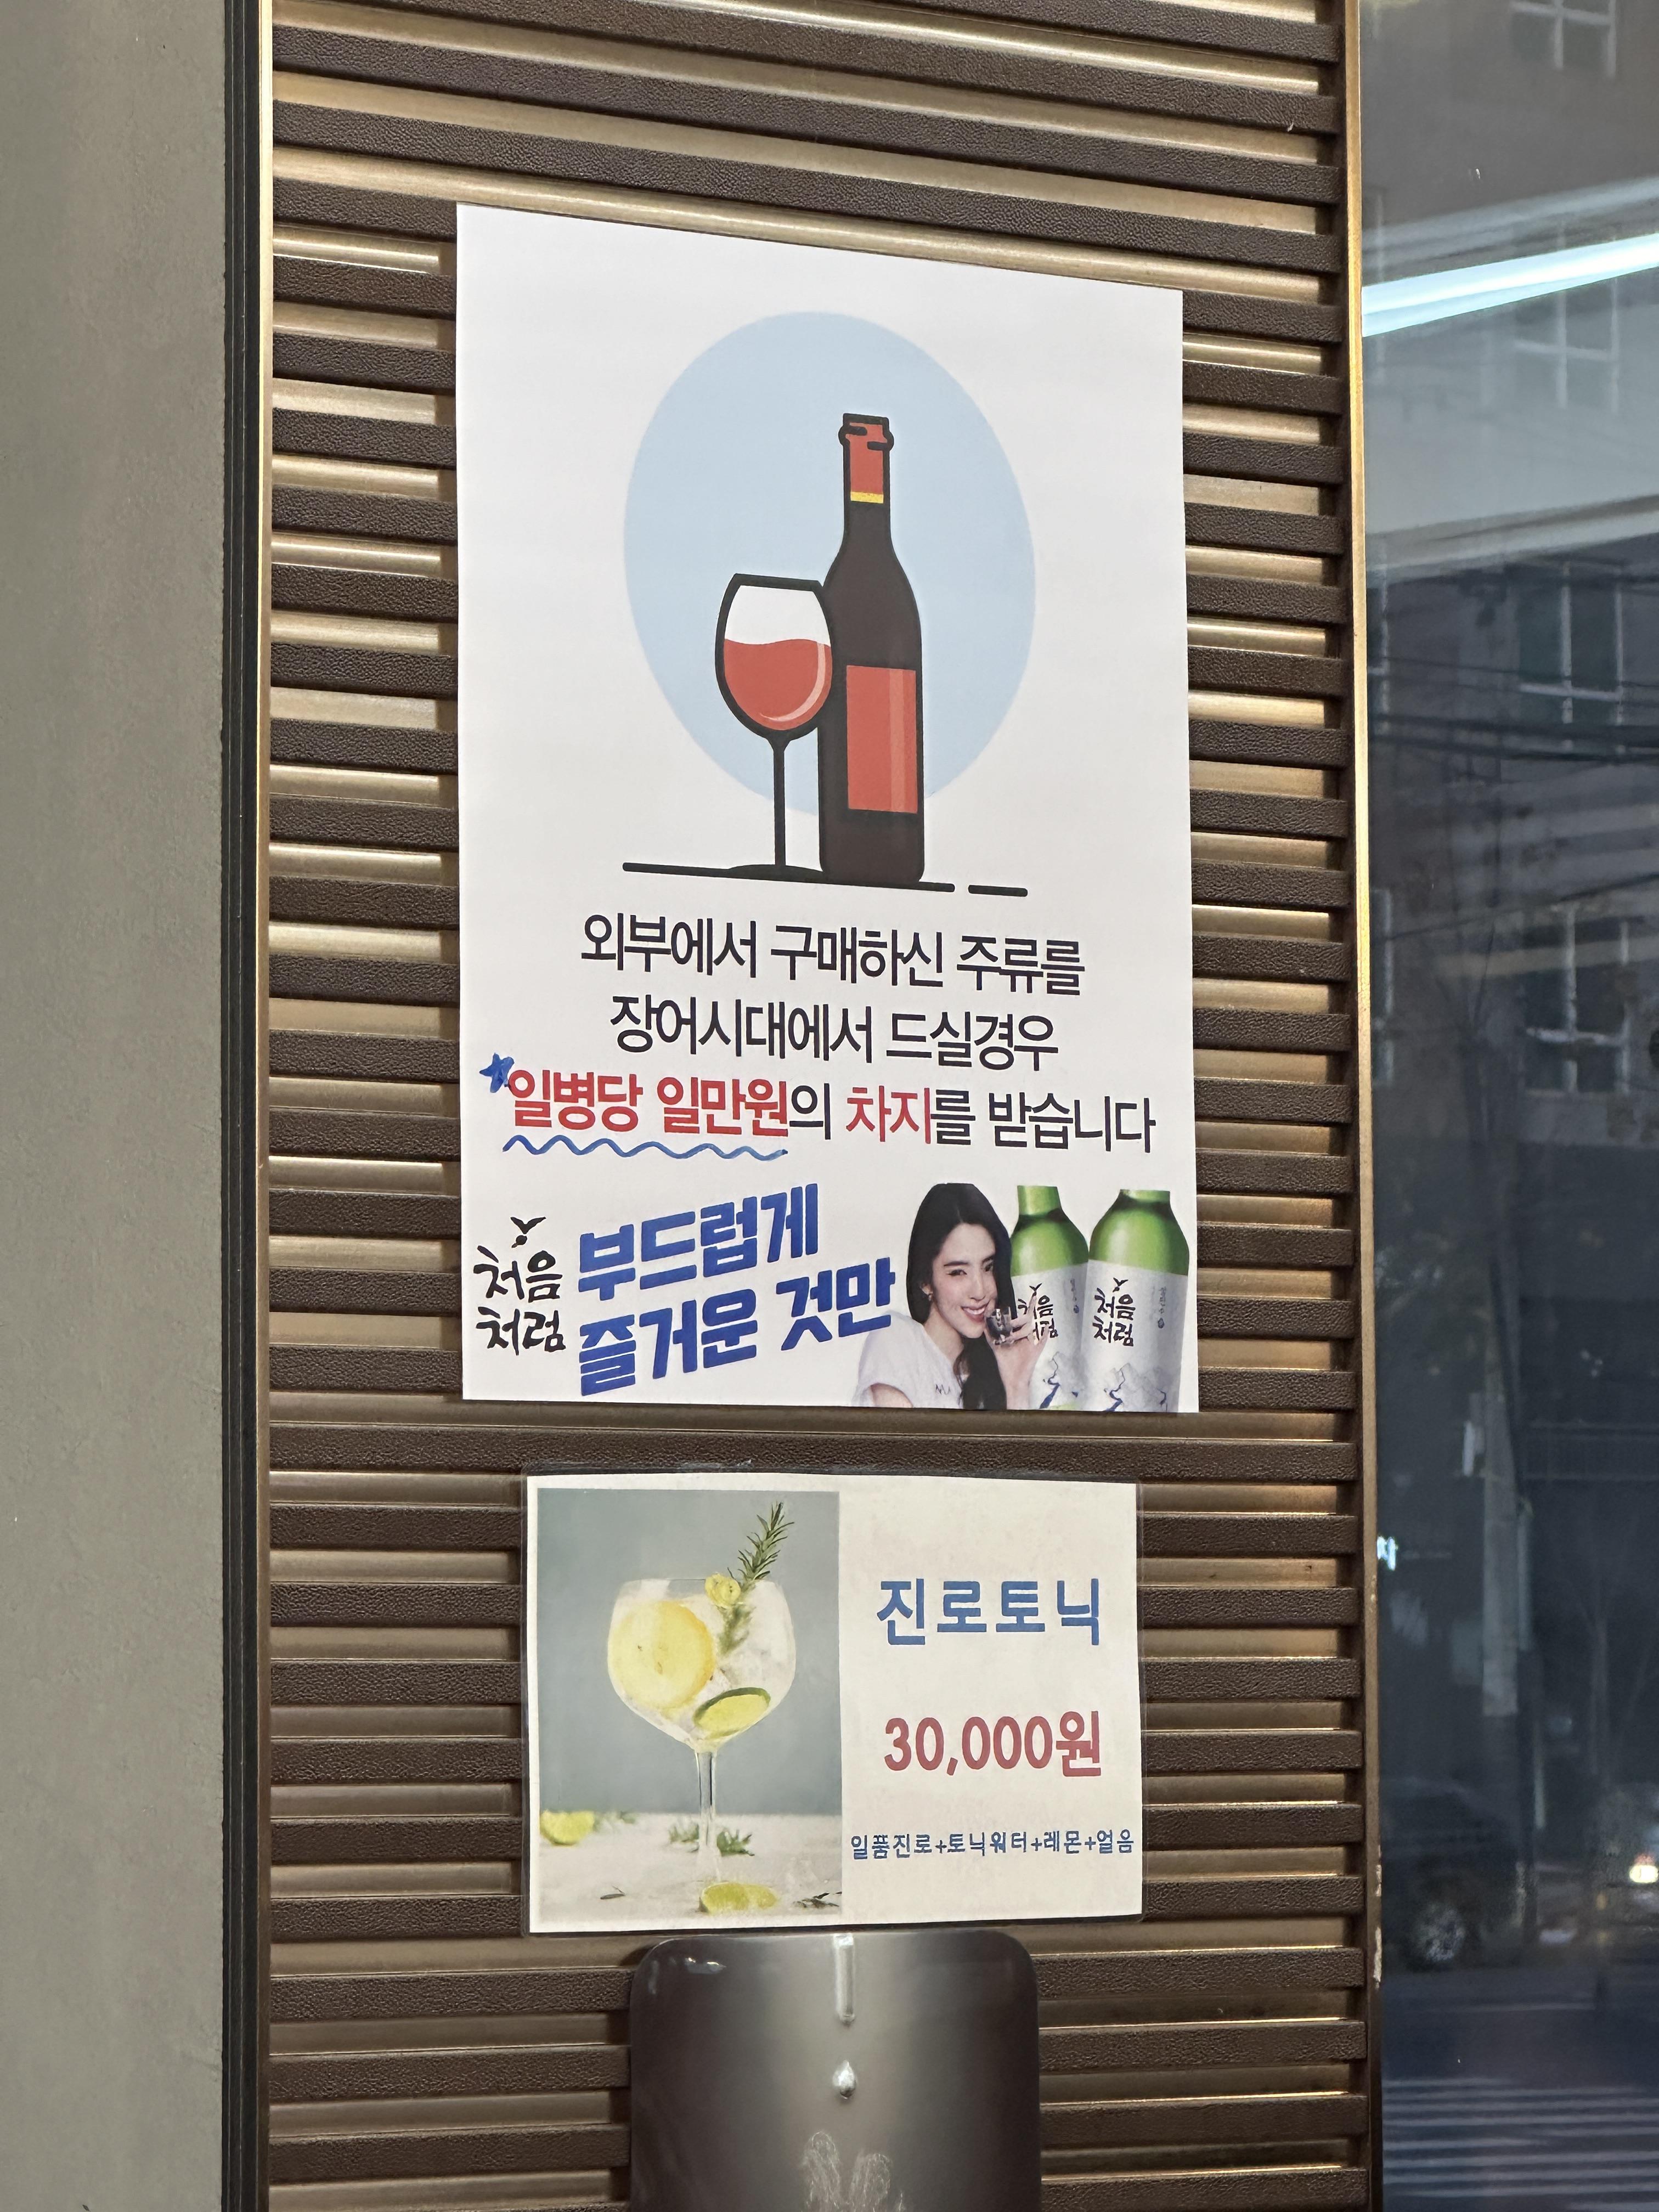 외부에서 구매하신 주류를
장어시대에서 드실경우
일병당 일만원의 차지를 받습니다
처음
처럼
부드럽게
즐거운 것만
처음
처럼
처음
처럼
진로토닉
30,000원
일품진로+토닉워터+레몬+얼음